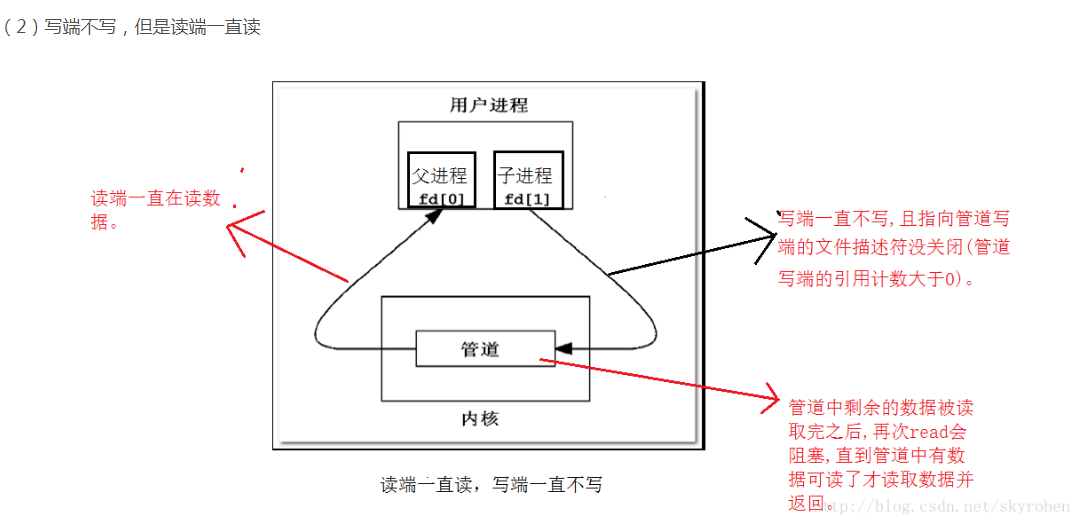 （2）写端不写，但是读端一直读
用户进程
父进程
fd[0]
子进程
fd[1]
读端一直在读数
据。
写端一直不写,且指向管道写
端的文件描述符没关闭(管道
写端的引用计数大于0)。
管道
内核
管道中剩余的数据被读
取完之后,再次read会
阻塞,直到管道中有数
据可读了才读取数据并
返回。
读端一直读，写端一直不写
http://blog.csdn.net/skyroben